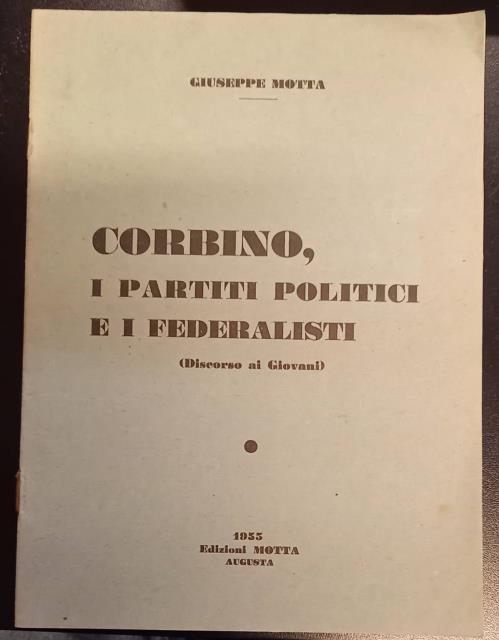 GIUSEPPE MOTTA
CORBINO,
I PARTITI POLITICI
E I FEDERALISTI
(Discorso ai Giovani)
1955
Edizioni MOTTA
AUGUSTA